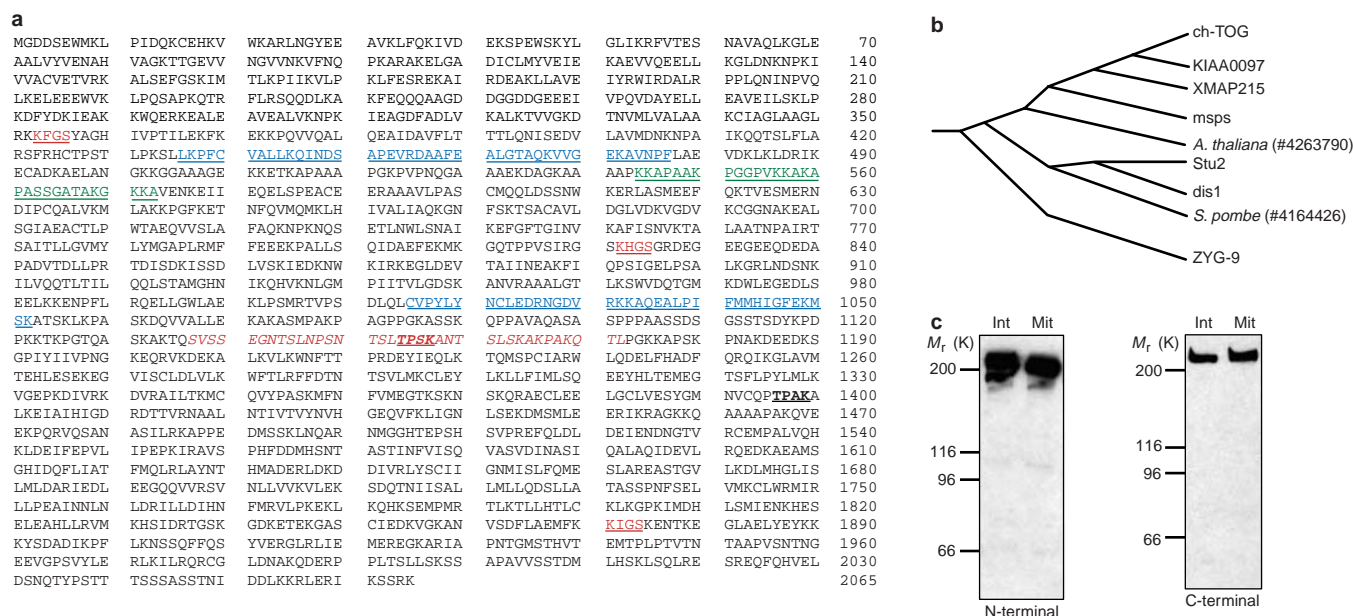 a
MGDDSEWMKL PIDQKCEHKV WKARLNGYEE AVKLFQKIVD EKSPEWSKYL GLIKRFVTES NAVAQLKGLE 70
AALVYVENAH VAGKTTGEVV NGVVNKVFNQ PKARAKELGA DICLMYVEIE KAEVVQEELL KGLDNKNPKI 140
VVACVETVRK ALSEFGSKIM TLKPIIKVLP KLFESREKAI RDEAKLLAVE IYRWIRDALR PPLQNINPVQ 210
LKELEEEWVK LPQSAPKQTR FLRSQQDLKA KFEQQQAAGD DGGDDGEEEI VPQVDAYELL EAVEILSKLP 280
KDFYDKIEAK KWQERKEALE AVEALVKNPK IEAGDFADLV KALKTVVGKD TNVMLVALAA KCIAGLAAGL 350
RKKFGSYAGH IVPTILEKFK EKKPQVVQAL QEAIDAVFLT TTLQNISEDV LAVMDNKNPA IKQQTSLFLA 420
RSFRHCTPST LPKSLLKPFC VALLKQINDS APEVRDAAFE ALGTAQKVVG EKAVNPFLAE VDKLKLDRIK 490
ECADKAELAN GKKGGAAAGE KKETKAPAAA PGKPVPNQGA AAEKDAGKAA APKKAPAAK PGGPVKKAKA 560
PASSGATAKG KKAVENKEII EQELSPEACE ERAAAVLPAS CMQQLDSSNW KERLASMEEF QKTVESMERN 630
DIPCQALVKM LAKKPGFKET NFQVMQMKLH IVALIAQKGN FSKTSACAVL DGLVDKVGDV KCGGNAKEAL 700
SGIAEACTLP WTAEQVVSLA FAQKNPKNQS ETLNWLSNAI KEFGFTGINV KAFISNVKTA LAATNPAIRT 770
SAITLLGVMY LYMGAPLRMF FEEEKPALLS QIDAEFEKMK GQTPPVSIRG SKHGSGRDEG EEGEEQDEDA 840
PADVTDLLPR TDISDKISSD LVSKIEDKNW KIRKEGLDEV TAIINEAKFI QPSIGELPSA LKGRLNDSNK 910
ILVQQTLTIL QQLSTAMGHN IKQHVKNLGM PIITVLGDSK ANVRAAALGT LKSWVDQTGM KDWLEGEDLS 980
EELKKENPFL RQELLGWLAE KLPSMRTVPS DLQLCVPYLY NCLEDRNGDV RKKAQEALPI FMMHIGFEKM 1050
SKATSKLKPA SKDQVVALLE KAKASMPAKP AGPPGKASSK QPPAVAQASA SPPPAASSDS GSSTSDYKPD 1120
PKKTKPGTQA SKAKTQSVSS EGNTSLNPSN TSLTPSKANT SLSKAKPAKQ TLPGKKAPSK PNAKDEEDKS 1190
GPIYIIVPNG KEQRVKDEKA LKVLKWNFTT PRDEYIEQLK TQMSPCIARW LQDELFHADF QRQIKGLAVM 1260
TEHLESEKEG VISCLDLVLK WFTLRFFDTN TSVLMKCLEY LKLLFIMLSQ EEYHLTEMEG TSFLPYLMLK 1330
VGEPKDIVRK DVRAILTKMC QVYPASKMFN FVMEGTKSKN SKQRAECLEE LGCLVESYGM NVCQPTPAKA 1400
LKEIAIHIGD RDTTVRNAAL NTIVTVYNVH GEQVFKLIGN LSEKDMSMLE ERIKRAGKKQ AAAAPAKQVE 1470
EKPQRVQSAN ASILRKAPPE DMSSKLNQAR NMGGHTEPSH SVPREFQLDL DEIENDNGTV RCEMPALVQH 1540
KLDEIFEPVL IPEPKIRAVS PHFDDMHSNT ASTINFVISQ VASVDINASI QALAQIDEVL RQEDKAEAMS 1610
GHIDQFLIAT FMQLRLAYNT HMADERLDKD DIVRLYSCII GNMISLFQME SLAREASTGV LKDLMHGLIS 1680
LMLDARIEDL EEGQQVVRSV NLLVVKVLEK SDQTNIISAL LMLLQDSLLA TASSPNFSEL VMKCLWRMIR 1750
LLPEAINNLN LDRILLDIHN FMRVLPKEKL KQHKSEMPMR TLKTLLHTLC KLKGPKIMDH LSMIENKHES 1820
ELEAHLLRVM KHSIDRTGSK GDKETEKGAS CIEDKVGKAN VSDFLAEMFK KIGSKENTKE GLAELYEYKK 1890
KYSDADIKPF LKNSSQFFQS YVERGLRLIE MEREGKARIA PNTGMSTHVT EMTPLPTVTN TAAPVSNTNG 1960
EEVGPSVYLE RLKILRQRCG LDNAKQDERP PLTSLLSKSS APAVVSSTDM LHSKLSQLRE SREQFQHVEL 2030
DSNQTYPSTT TSSSASSTNI DDLKKRLERI KSSRK 2065
b
ch-TOG
KIAA0097
XMAP215
msps
A. thaliana (#4263790)
Stu2
dis1
S. pombe (#4164426)
ZYG-9
c
Int Mit
Mr (K)
200
116
96
66
N-terminal
Int Mit
Mr (K)
200
116
96
66
C-terminal